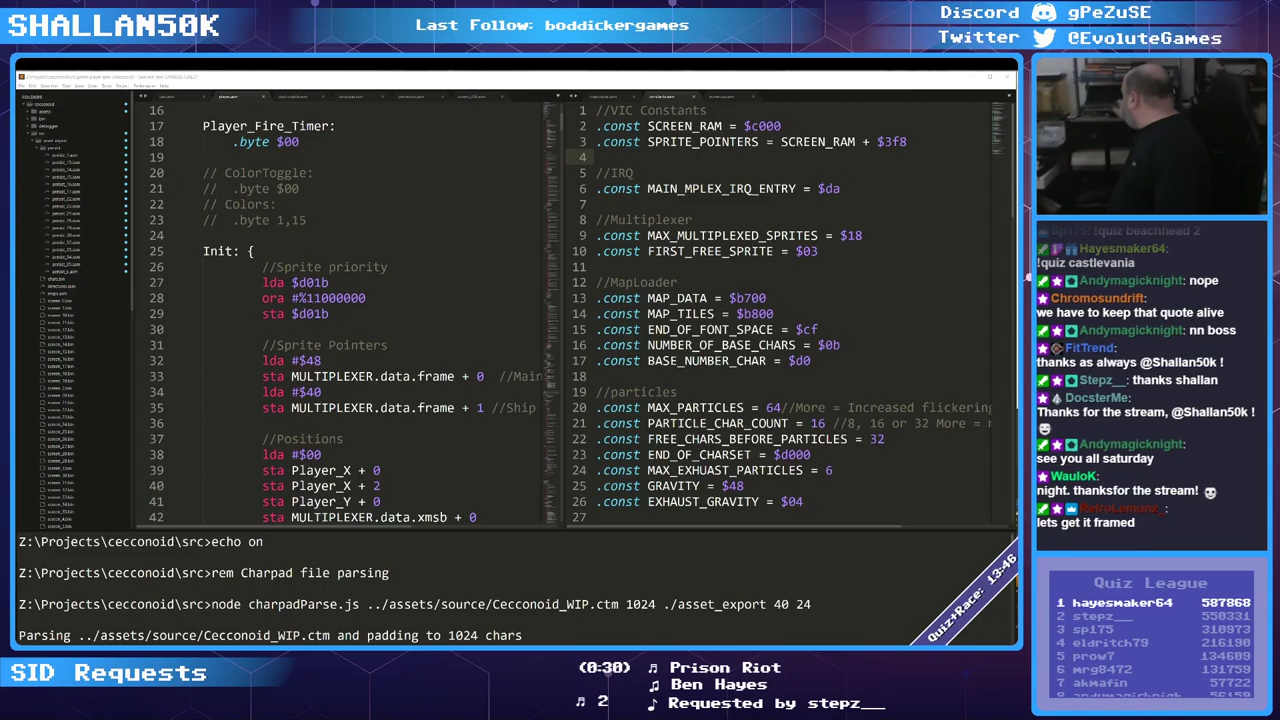 SHALLAN50K
Last Follow: boddickergames
Discord gPeZuSE
Twitter @EvoluteGames
FOLDERS
16
17 Player_Fire_Timer:
18 .byte $00
19
20 // ColorToggle:
21 // .byte $00
22 // Colors:
23 // .byte 1,15
24
25 Init: {
26 //Sprite priority
27 lda $d01b
28 ora #%11000000
29 sta $d01b
30
31 //Sprite Pointers
32 lda #$48
33 sta MULTIPLEXER.data.frame + 0 //Main
34 lda #$40
35 sta MULTIPLEXER.data.frame + 1 //Ship
36
37 //Positions
38 lda #$00
39 sta Player_X + 0
40 sta Player_X + 2
41 sta Player_Y + 0
42 sta MULTIPLEXER.data.xmsb + 0
1 //VIC Constants
2 .const SCREEN_RAM = $c000
3 .const SPRITE_POINTERS = SCREEN_RAM + $3f8
4
5 //IRQ
6 .const MAIN_MPLEX_IRQ_ENTRY = $da
7
8 //Multiplexer
9 .const MAX_MULTIPLEXED_SPRITES = $18
10 .const FIRST_FREE_SPRITE = $03
11
12 //MapLoader
13 .const MAP_DATA = $b700
14 .const MAP_TILES = $b800
15 .const END_OF_FONT_SPACE = $cf
16 .const NUMBER_OF_BASE_CHARS = $0b
17 .const BASE_NUMBER_CHAR = $d0
18
19 //particles
20 .const MAX_PARTICLES = 64//More = Increased flickerin
21 .const PARTICLE_CHAR_COUNT = 16 //8, 16 or 32 More =
22 .const FREE_CHARS_BEFORE_PARTICLES = 32
23 .const END_OF_CHARSET = $d000
24 .const MAX_EXHUAST_PARTICLES = 6
25 .const GRAVITY = $48
26 .const EXHAUST_GRAVITY = $04
27
Z:\Projects\cecconoid\src>echo on
Z:\Projects\cecconoid\src>rem Charpad file parsing
Z:\Projects\cecconoid\src>node charpadParse.js ../assets/source/Cecconoid_WIP.ctm 1024 ./asset_export 40 24
Parsing ../assets/source/Cecconoid_WIP.ctm and padding to 1024 chars
Quiz+Race: 13:46
Sp175: !quiz beachhead 2
Hayesmaker64:
!quiz castlevania
Andymagicknight: nope
Chromosundrift:
we have to keep that quote alive
Andymagicknight: nn boss
FitTrend:
thanks as always @Shallan50k !
Stepz__: thanks shallan
DocsterMe:
Thanks for the stream, @Shallan50k !
Andymagicknight:
see you all saturday
WauloK:
night. thanksfor the stream!
RetroLemunz_:
lets get it framed
Quiz League
1 hayesmaker64 587868
2 stepz__ 550331
3 sp175 310973
4 eldritch79 216190
5 prow7 134609
6 mrg8472 131759
7 akmafin 57722
8 andymagicknigh 56159
SID Requests
(0:30) ♬ Prison Riot
♫ Ben Hayes
♬ 2 ♪ Requested by stepz__